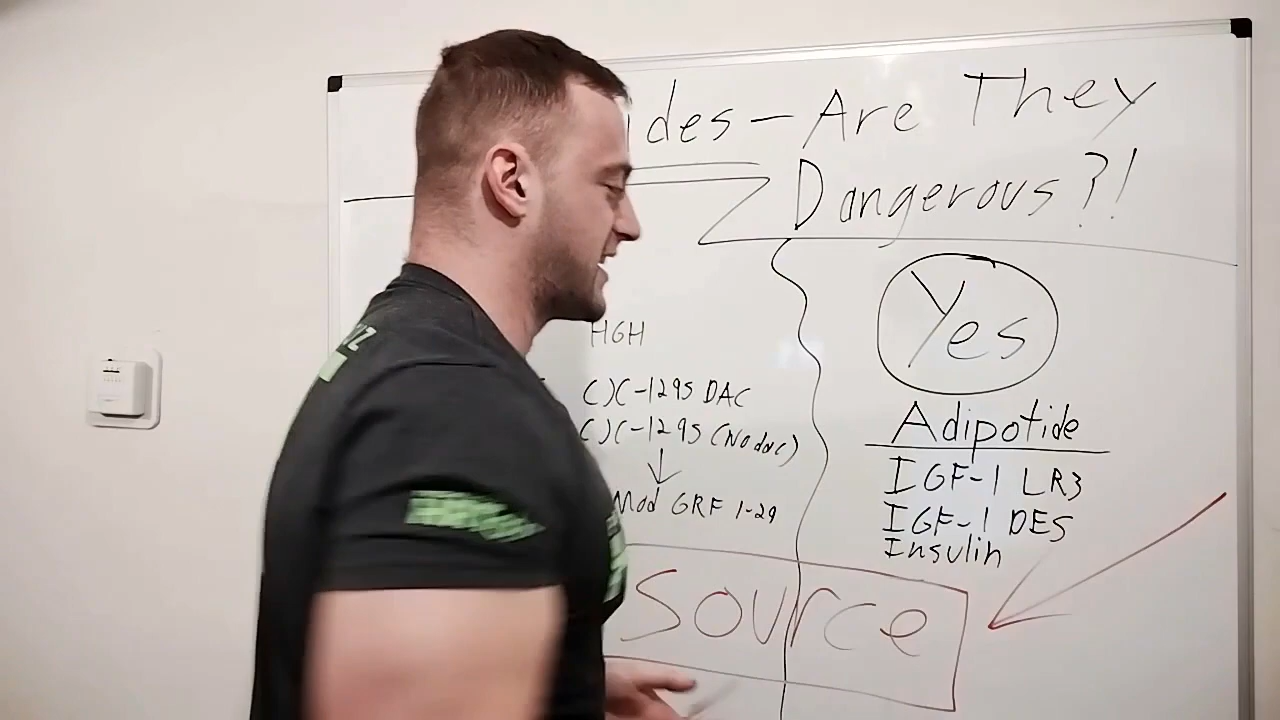 ides - Are They
Dangerous?!
Yes
HGH
CJC-1295 DAC
CJC-1295 (No dac)
↓
Mod GRF 1-29
Adipotide
IGF-1 LR3
IGF-1 DES
Insulin
Source